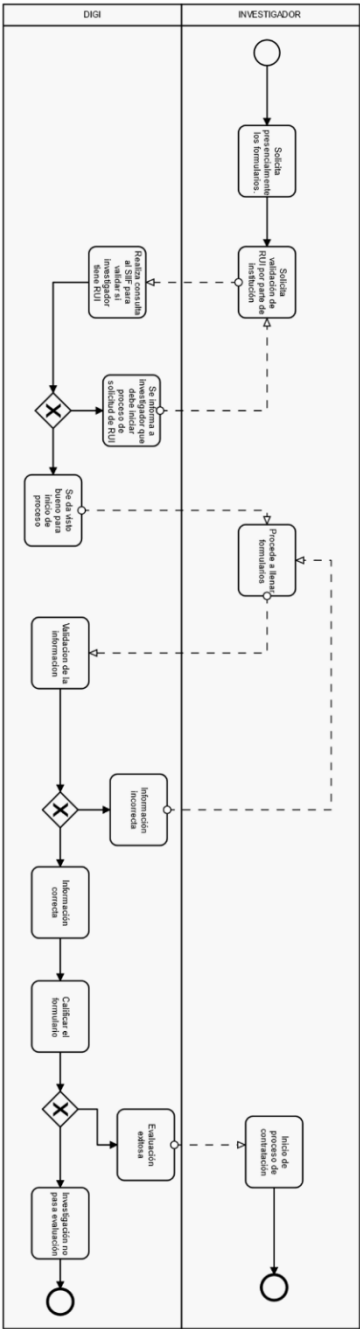 DIGI
INVESTIGADOR
Solicita
presencialmente
los formularios.
Solicita
validación de
RUI por parte de
institución
Realiza consulta
al SIIF para
validar si
investigador
tiene RUI
Se informa a
investigador que
debe iniciar
proceso de
solicitud de RUI
Se da visto
bueno para
inicio de
proceso
Procede a llenar
formularios
Validacion de la
informacion
Información
incorrecta
Información
correcta
Calificar el
formulario
Evaluación
exitosa
Inicio de
proceso de
contratación
Investigación no
pasa evaluación